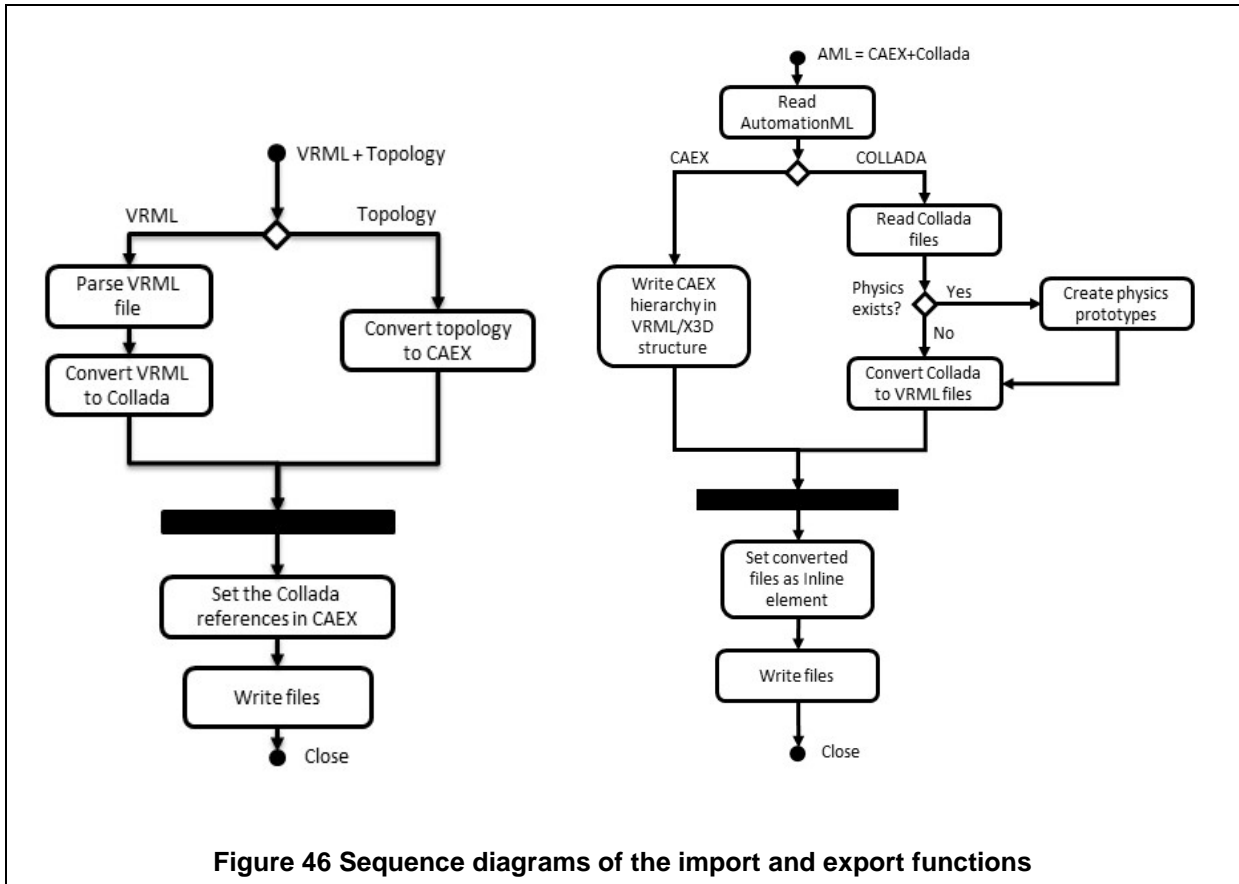 VRML + Topology
VRML
Topology
Parse VRML
file
Convert VRML
to Collada
Convert topology
to CAEX
Set the Collada
references in CAEX
Write files
Close
AML = CAEX+Collada
Read
AutomationML
CAEX
COLLADA
Write CAEX
hierarchy in
VRML/X3D
structure
Read Collada
files
Physics
exists?
Yes
No
Create physics
prototypes
Convert Collada
to VRML files
Set converted
files as Inline
element
Write files
Close
Figure 46 Sequence diagrams of the import and export functions